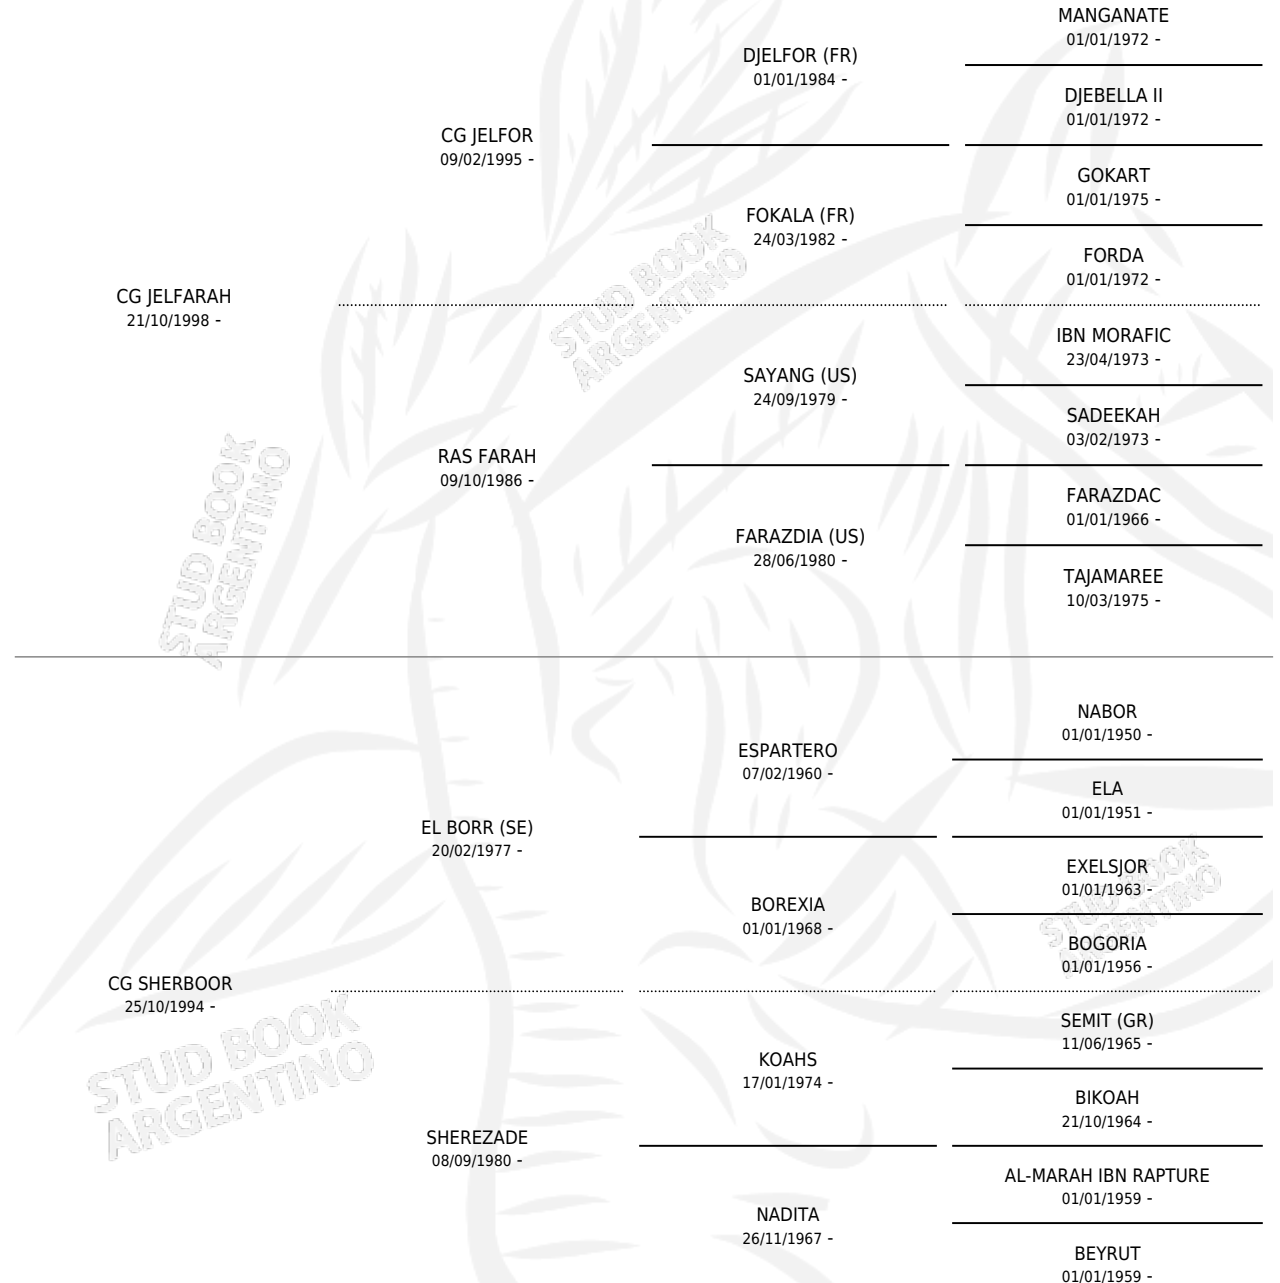 MANGANATE
01/01/1972 -
DJELFOR (FR)
01/01/1984 -
DJEBELLA II
01/01/1972 -
CG JELFOR
09/02/1995 -
GOKART
01/01/1975 -
FOKALA (FR)
24/03/1982 -
FORDA
01/01/1972 -
CG JELFARAH
21/10/1998 -
STUD BOOK
ARGENTINO
IBN MORAFIC
23/04/1973 -
SAYANG (US)
24/09/1979 -
SADEEKAH
03/02/1973 -
RAS FARAH
09/10/1986 -
FARAZDAC
01/01/1966 -
FARAZDIA (US)
28/06/1980 -
TAJAMAREE
10/03/1975 -
STUD BOOK
ARGENTINO
NABOR
01/01/1950 -
ESPARTERO
07/02/1960 -
ELA
01/01/1951 -
EL BORR (SE)
20/02/1977 -
EXELSJOR
01/01/1963 -
BOREXIA
01/01/1968 -
BOGORIA
01/01/1956 -
STUD BOOK
ARGENTINO
CG SHERBOOR
25/10/1994 -
SEMIT (GR)
11/06/1965 -
KOAHS
17/01/1974 -
BIKOAH
21/10/1964 -
STUD BOOK
ARGENTINO
SHEREZADE
08/09/1980 -
AL-MARAH IBN RAPTURE
01/01/1959 -
NADITA
26/11/1967 -
BEYRUT
01/01/1959 -